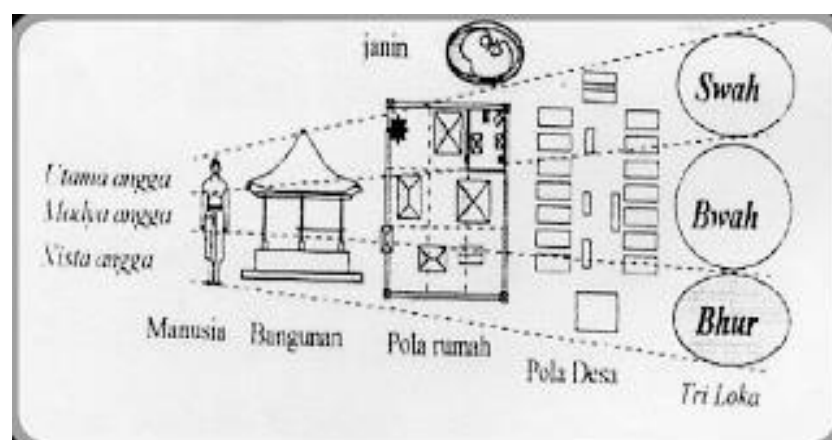 janin
Swah
Utama angga
Madya angga
Nista angga
Bwah
Bhur
Manusia
Bangunan
Pola rumah
Pola Desa
Tri Loka